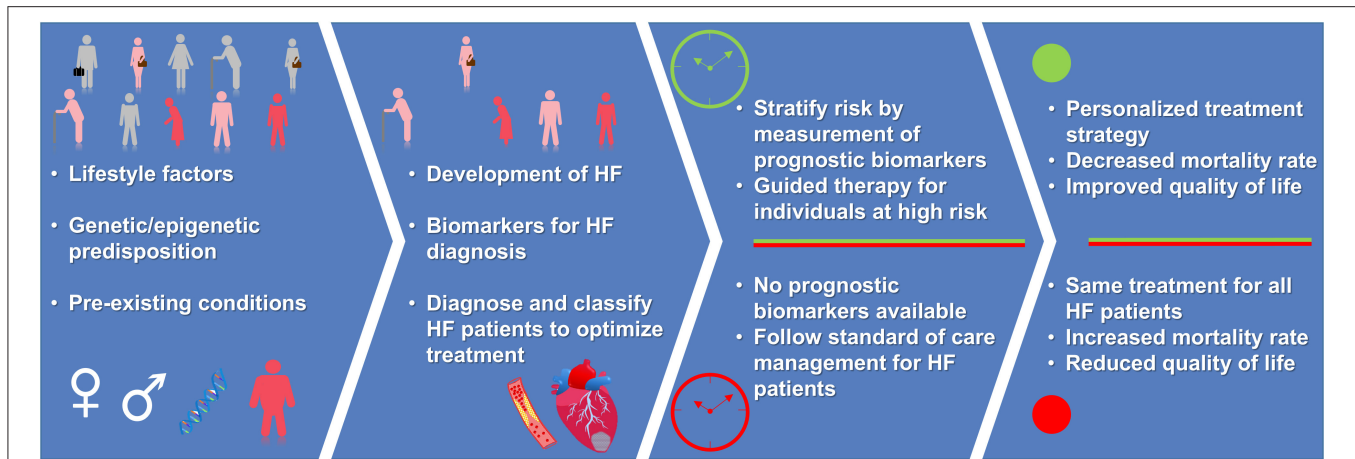 • Lifestyle factors
• Genetic/epigenetic
predisposition
• Pre-existing conditions
• Development of HF
• Biomarkers for HF
diagnosis
• Diagnose and classify
HF patients to optimize
treatment
• Stratify risk by
measurement of
prognostic biomarkers
• Guided therapy for
individuals at high risk
• No prognostic
biomarkers available
• Follow standard of care
management for HF
patients
• Personalized treatment
strategy
• Decreased mortality rate
• Improved quality of life
• Same treatment for all
HF patients
• Increased mortality rate
• Reduced quality of life